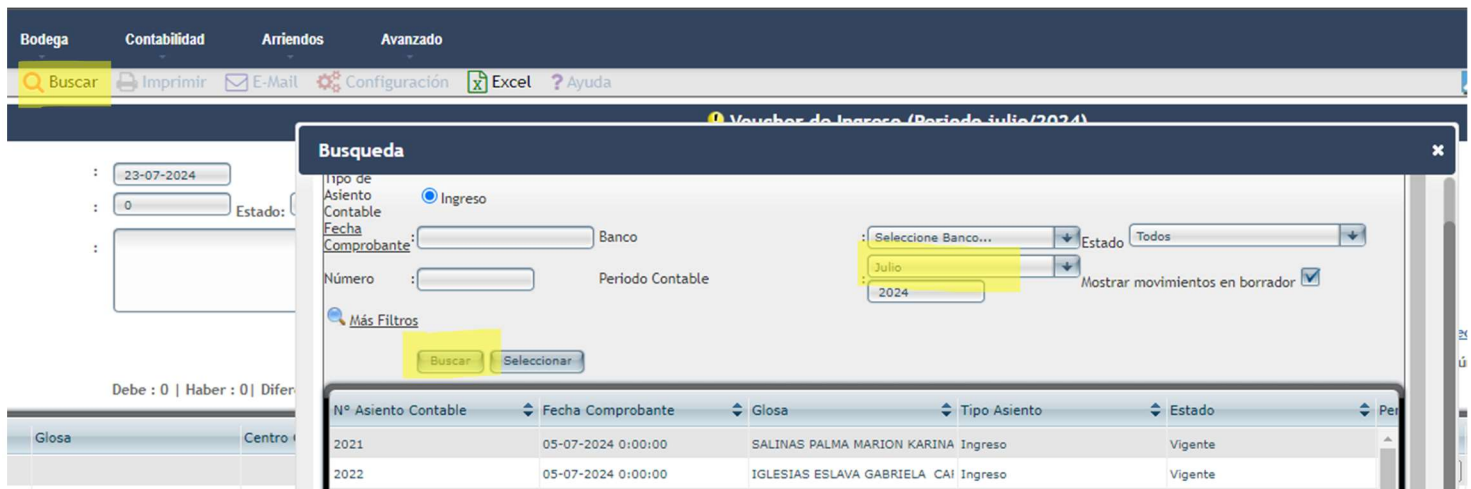 Bodega Contabilidad Arriendos Avanzado
Buscar Imprimir E-Mail Configuración Excel ? Ayuda
Voucher de Ingreso (Periodo julio/2024)
Busqueda
: 23-07-2024
: 0 Estado:
:
Tipo de
Asiento
Contable
Ingreso
Fecha
Comprobante :
Banco : Seleccione Banco... Estado Todos
Número :
Periodo Contable : Julio
2024
Mostrar movimientos en borrador
Más Filtros
Buscar Seleccionar
Debe : 0 | Haber : 0| Difer
Glosa Centro
Nº Asiento Contable Fecha Comprobante Glosa Tipo Asiento Estado Per
2021 05-07-2024 0:00:00 SALINAS PALMA MARION KARINA Ingreso Vigente
2022 05-07-2024 0:00:00 IGLESIAS ESLAVA GABRIELA Ingreso Vigente